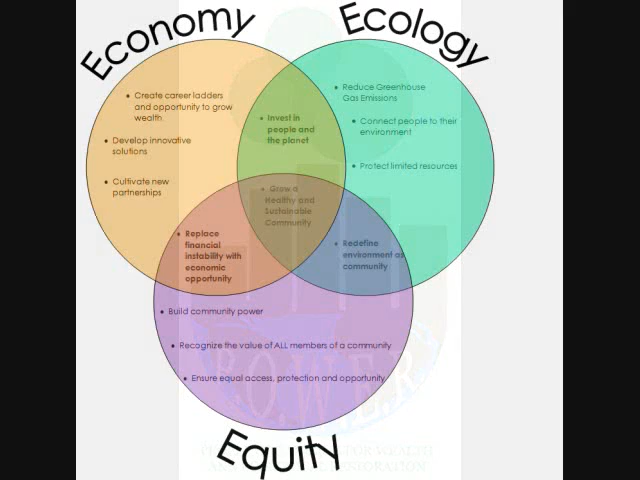 Economy
Ecology
• Create career ladders
and opportunity to grow
wealth
• Develop innovative
solutions
• Cultivate new
partnerships
• Invest in
people and
the planet
• Reduce Greenhouse
Gas Emissions
• Connect people to their
environment
• Protect limited resources
• Grow a
Healthy and
Sustainable
Community
• Replace
financial
instability with
economic
opportunity
• Redefine
environment as
community
• Build community power
• Recognize the value of ALL members of a community
• Ensure equal access, protection and opportunity
P.O.W.E.R
FOR WEALTH
Equity